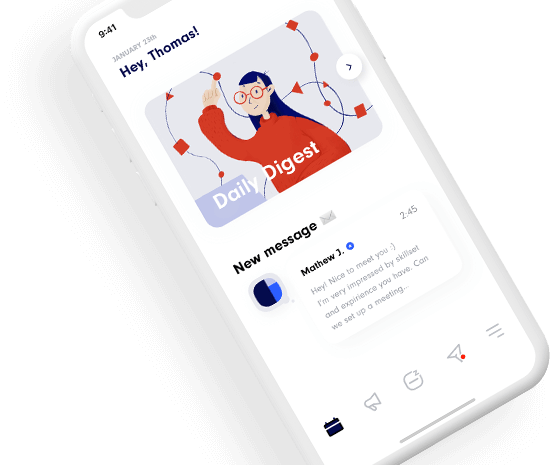 9:41
JANUARY 23th
Hey, Thomas!
Daily Digest
New message
Mathew J.
2:45
Hey! Nice to meet you :)
I'm very impressed by skillset
and expirience you have. Can
we set up a meeting...